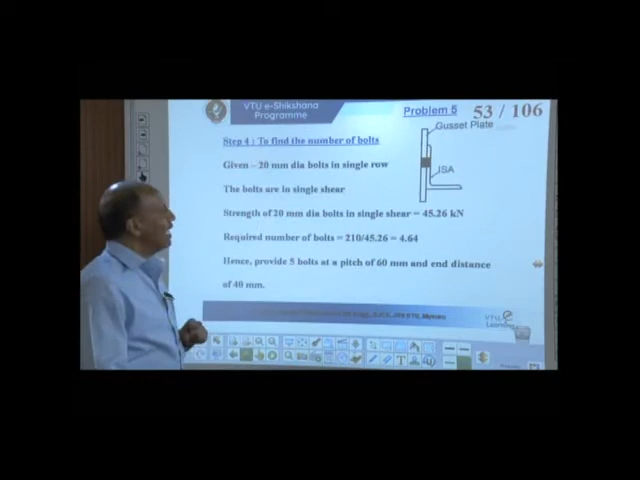 VTU e-Shikshana
Programme
Problem 5
53 / 106
Gusset Plate
Step 4 : To find the number of bolts
Given – 20 mm dia bolts in single row
ISA
The bolts are in single shear
Strength of 20 mm dia bolts in single shear = 45.26 kN
Required number of bolts = 210/45.26 = 4.64
Hence, provide 5 bolts at a pitch of 60 mm and end distance
of 40 mm.
VTU e
Learning